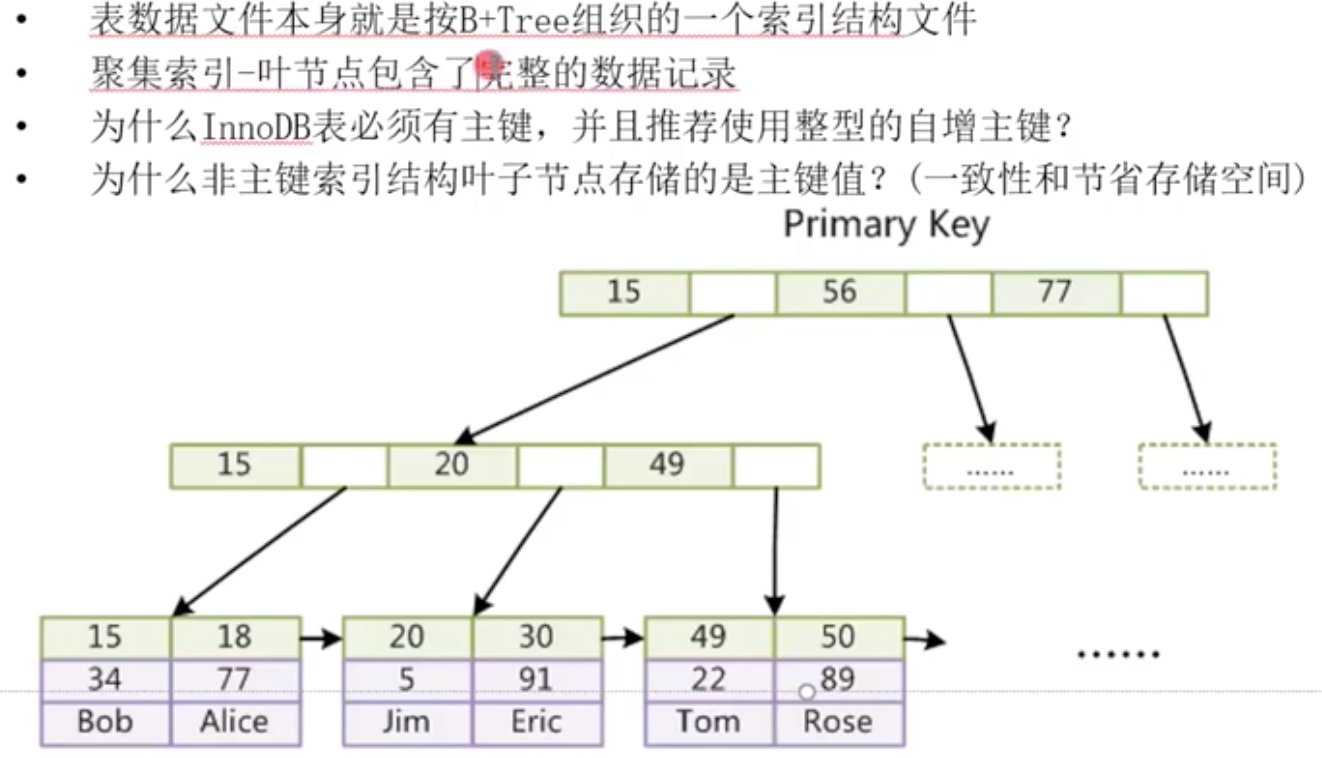 • 表数据文件本身就是按B+Tree组织的一个索引结构文件
• 聚集索引-叶节点包含了完整的数据记录
• 为什么InnoDB表必须有主键，并且推荐使用整型的自增主键？
• 为什么非主键索引结构叶子节点存储的是主键值？(一致性和节省存储空间)
Primary Key
15 56 77
15 20 49 ...... ......
15 18 20 30 49 50
34 77 5 91 22 89 ......
Bob Alice Jim Eric Tom Rose